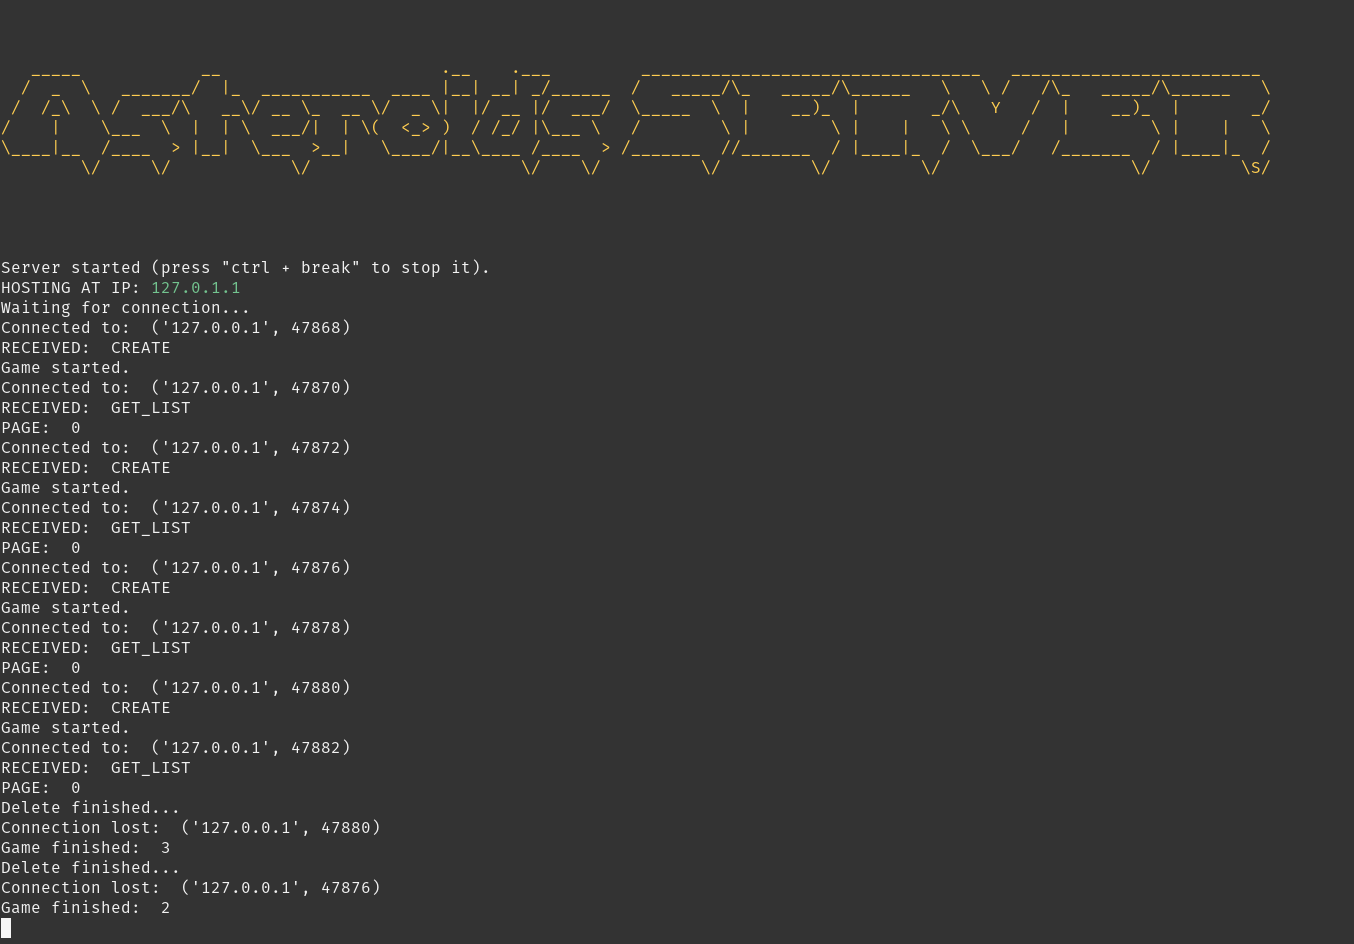 Asteroids SERVER
Server started (press "ctrl + break" to stop it).
HOSTING AT IP: 127.0.1.1
Waiting for connection...
Connected to:  ('127.0.0.1', 47868)
RECEIVED:  CREATE
Game started.
Connected to:  ('127.0.0.1', 47870)
RECEIVED:  GET_LIST
PAGE:  0
Connected to:  ('127.0.0.1', 47872)
RECEIVED:  CREATE
Game started.
Connected to:  ('127.0.0.1', 47874)
RECEIVED:  GET_LIST
PAGE:  0
Connected to:  ('127.0.0.1', 47876)
RECEIVED:  CREATE
Game started.
Connected to:  ('127.0.0.1', 47878)
RECEIVED:  GET_LIST
PAGE:  0
Connected to:  ('127.0.0.1', 47880)
RECEIVED:  CREATE
Game started.
Connected to:  ('127.0.0.1', 47882)
RECEIVED:  GET_LIST
PAGE:  0
Delete finished...
Connection lost:  ('127.0.0.1', 47880)
Game finished:  3
Delete finished...
Connection lost:  ('127.0.0.1', 47876)
Game finished:  2